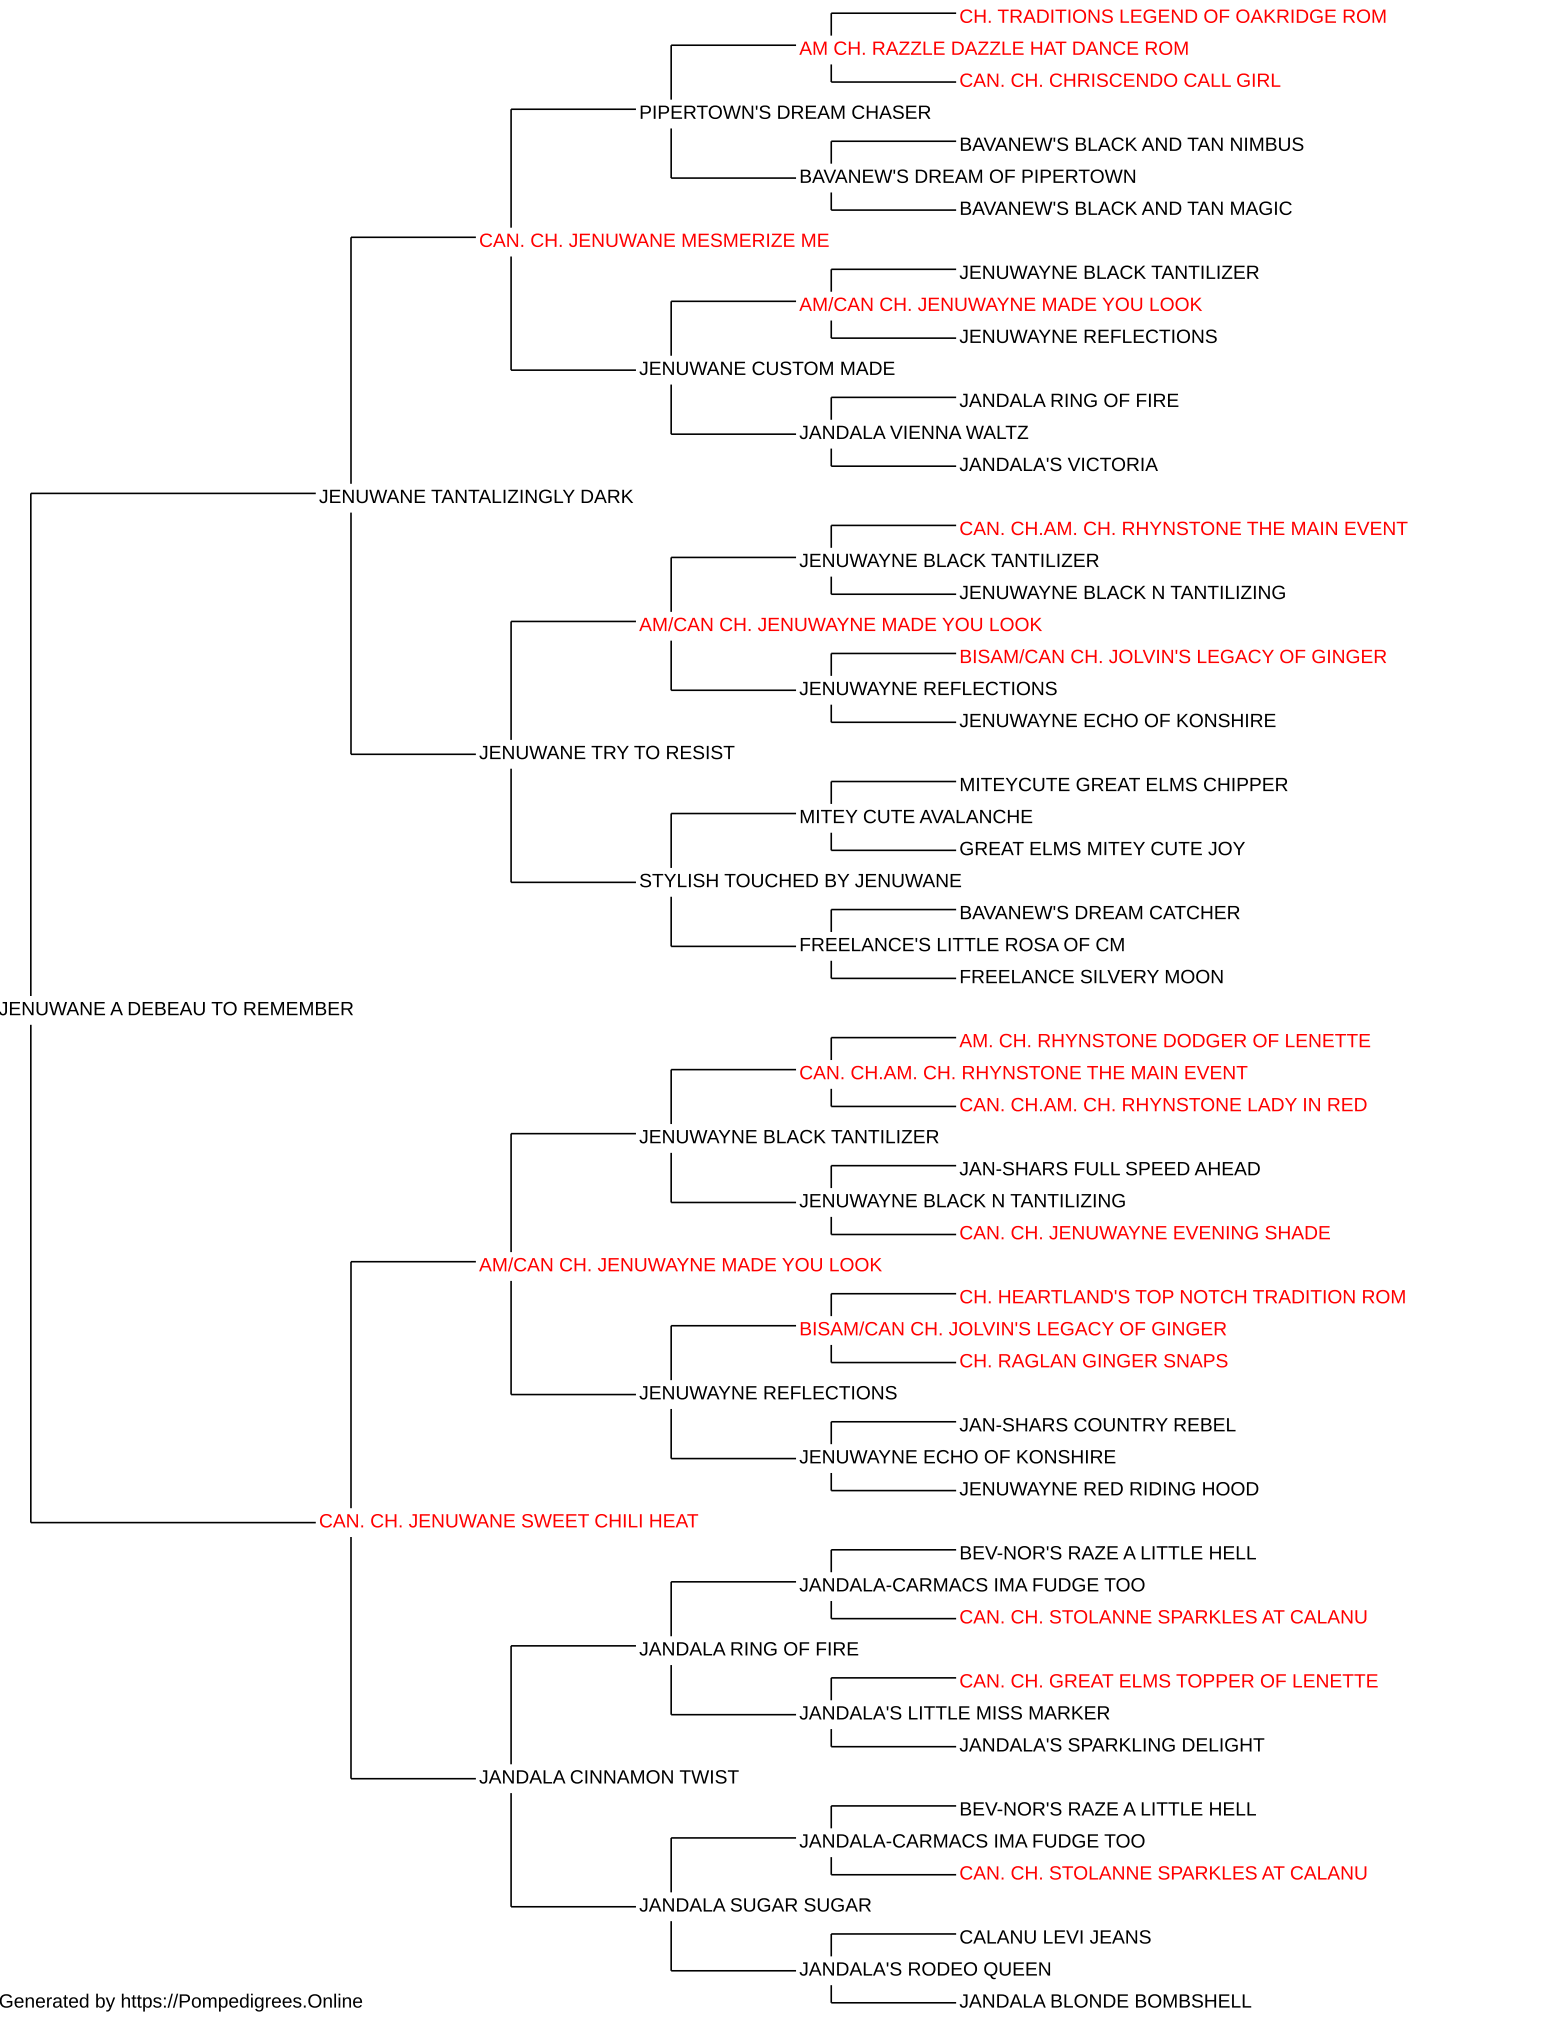 CH. TRADITIONS LEGEND OF OAKRIDGE ROM
AM CH. RAZZLE DAZZLE HAT DANCE ROM
CAN. CH. CHRISCENDO CALL GIRL
PIPERTOWN'S DREAM CHASER
BAVANEW'S BLACK AND TAN NIMBUS
BAVANEW'S DREAM OF PIPERTOWN
BAVANEW'S BLACK AND TAN MAGIC
CAN. CH. JENUWANE MESMERIZE ME
JENUWAYNE BLACK TANTILIZER
AM/CAN CH. JENUWAYNE MADE YOU LOOK
JENUWAYNE REFLECTIONS
JENUWANE CUSTOM MADE
JANDALA RING OF FIRE
JANDALA VIENNA WALTZ
JANDALA'S VICTORIA
JENUWANE TANTALIZINGLY DARK
CAN. CH.AM. CH. RHYNSTONE THE MAIN EVENT
JENUWAYNE BLACK TANTILIZER
JENUWAYNE BLACK N TANTILIZING
AM/CAN CH. JENUWAYNE MADE YOU LOOK
BISAM/CAN CH. JOLVIN'S LEGACY OF GINGER
JENUWAYNE REFLECTIONS
JENUWAYNE ECHO OF KONSHIRE
JENUWANE TRY TO RESIST
MITEYCUTE GREAT ELMS CHIPPER
MITEY CUTE AVALANCHE
GREAT ELMS MITEY CUTE JOY
STYLISH TOUCHED BY JENUWANE
BAVANEW'S DREAM CATCHER
FREELANCE'S LITTLE ROSA OF CM
FREELANCE SILVERY MOON
JENUWANE A DEBEAU TO REMEMBER
AM. CH. RHYNSTONE DODGER OF LENETTE
CAN. CH.AM. CH. RHYNSTONE THE MAIN EVENT
CAN. CH.AM. CH. RHYNSTONE LADY IN RED
JENUWAYNE BLACK TANTILIZER
JAN-SHARS FULL SPEED AHEAD
JENUWAYNE BLACK N TANTILIZING
CAN. CH. JENUWAYNE EVENING SHADE
AM/CAN CH. JENUWAYNE MADE YOU LOOK
CH. HEARTLAND'S TOP NOTCH TRADITION ROM
BISAM/CAN CH. JOLVIN'S LEGACY OF GINGER
CH. RAGLAN GINGER SNAPS
JENUWAYNE REFLECTIONS
JAN-SHARS COUNTRY REBEL
JENUWAYNE ECHO OF KONSHIRE
JENUWAYNE RED RIDING HOOD
CAN. CH. JENUWANE SWEET CHILI HEAT
BEV-NOR'S RAZE A LITTLE HELL
JANDALA-CARMACS IMA FUDGE TOO
CAN. CH. STOLANNE SPARKLES AT CALANU
JANDALA RING OF FIRE
CAN. CH. GREAT ELMS TOPPER OF LENETTE
JANDALA'S LITTLE MISS MARKER
JANDALA'S SPARKLING DELIGHT
JANDALA CINNAMON TWIST
BEV-NOR'S RAZE A LITTLE HELL
JANDALA-CARMACS IMA FUDGE TOO
CAN. CH. STOLANNE SPARKLES AT CALANU
JANDALA SUGAR SUGAR
CALANU LEVI JEANS
JANDALA'S RODEO QUEEN
JANDALA BLONDE BOMBSHELL
Generated by https://Pompedigrees.Online